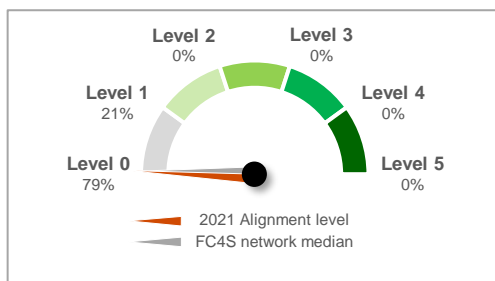 Level 2
0%
Level 3
0%
Level 1
21%
Level 4
0%
Level 0
79%
Level 5
0%
2021 Alignment level
FC4S network median